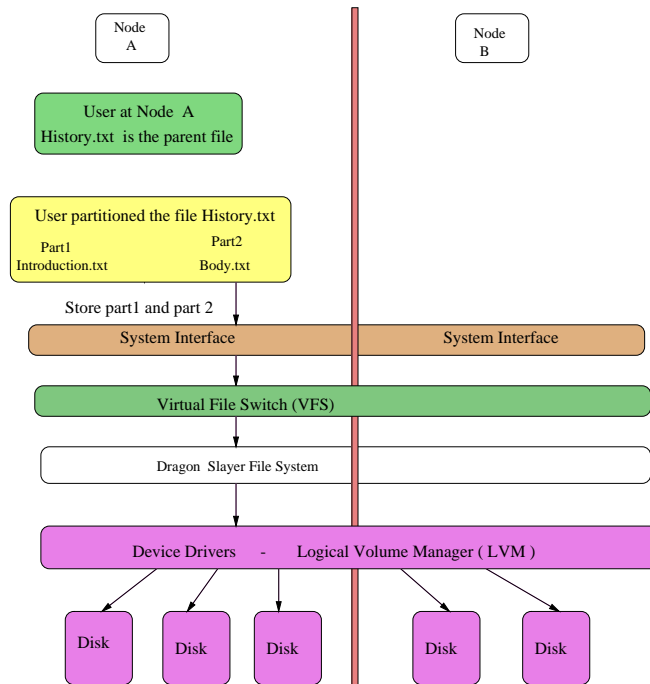 Node
A
Node
B
User at Node A
History.txt is the parent file
User partitioned the file History.txt
Part1
Introduction.txt
Part2
Body.txt
Store part1 and part 2
System Interface
System Interface
Virtual File Switch (VFS)
Dragon Slayer File System
Device Drivers - Logical Volume Manager ( LVM )
Disk
Disk
Disk
Disk
Disk